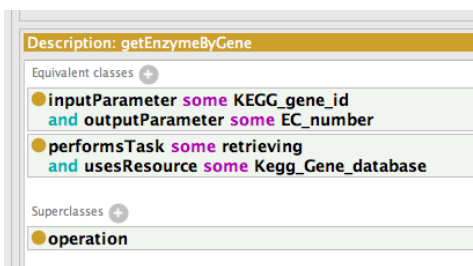 Description: getEnzymeByGene
Equivalent classes
inputParameter some KEGG_gene_id
and outputParameter some EC_number
performsTask some retrieving
and usesResource some Kegg_Gene_database
Superclasses
operation